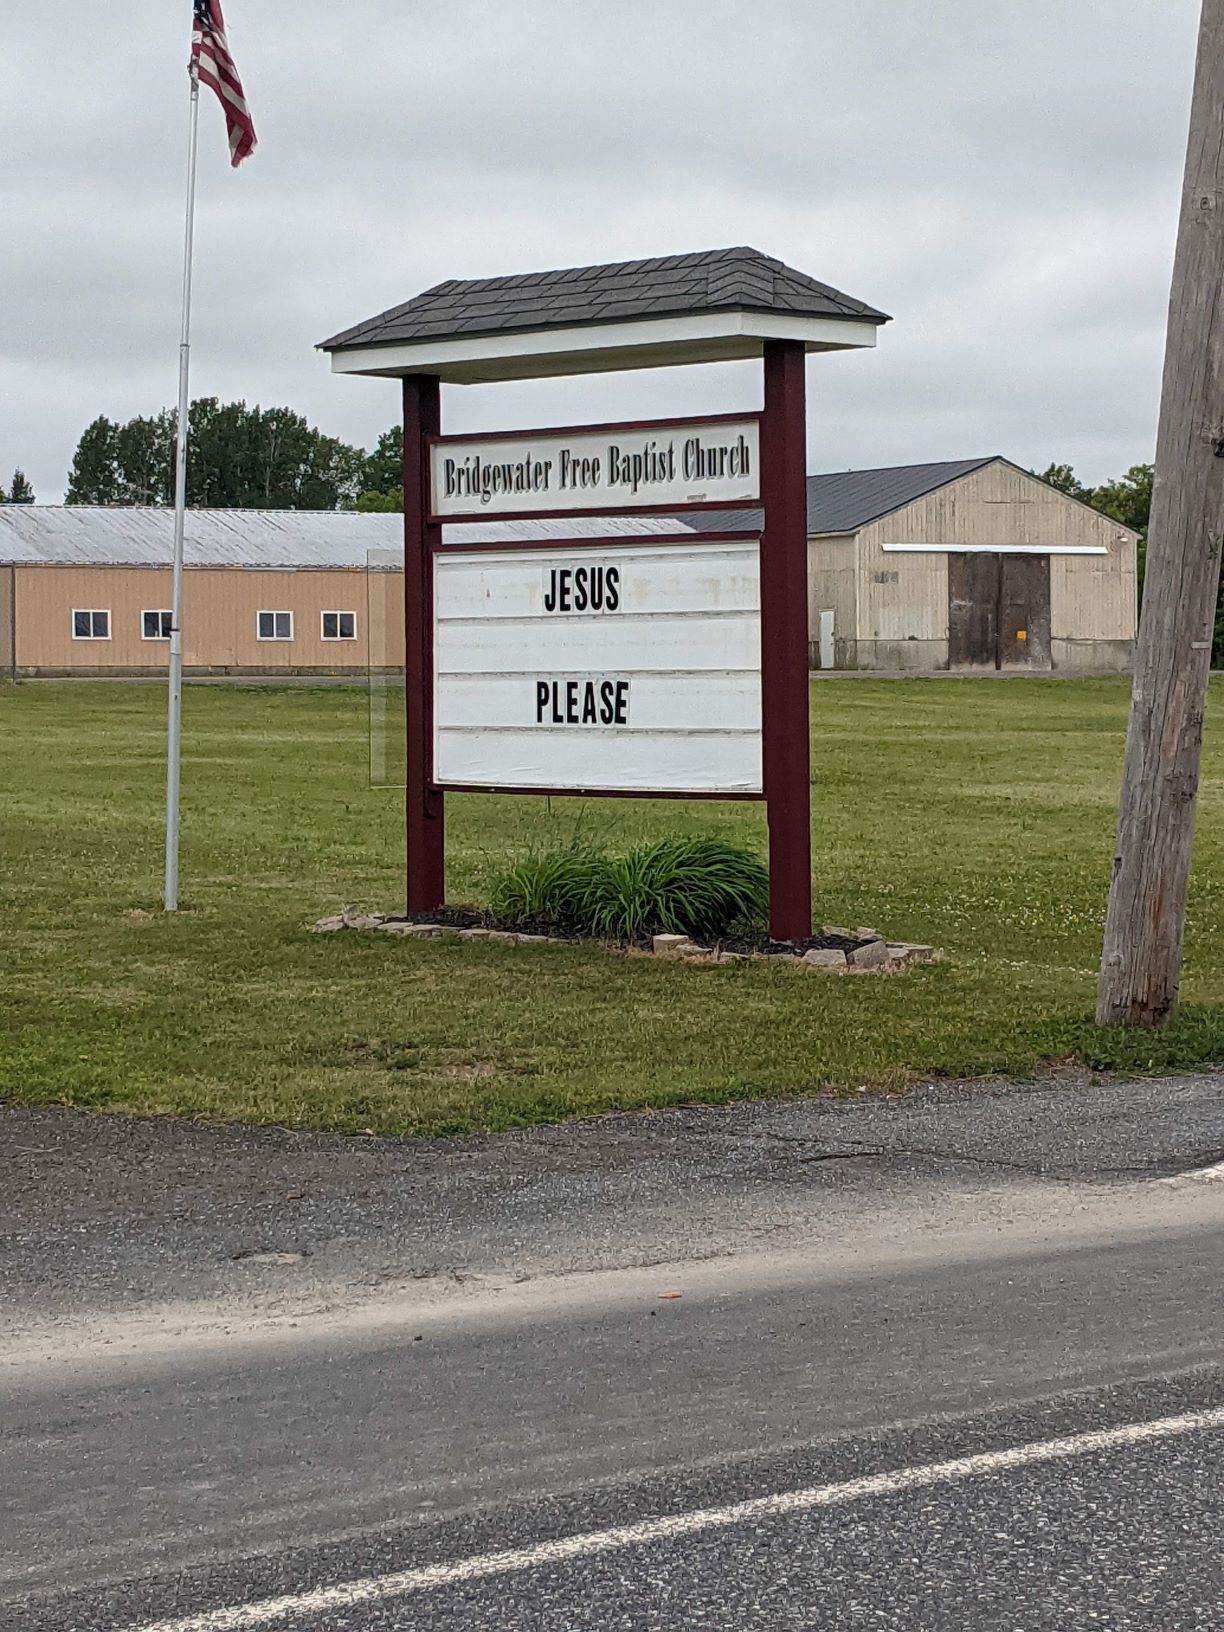 Bridgewater Free Baptist Church
JESUS
PLEASE